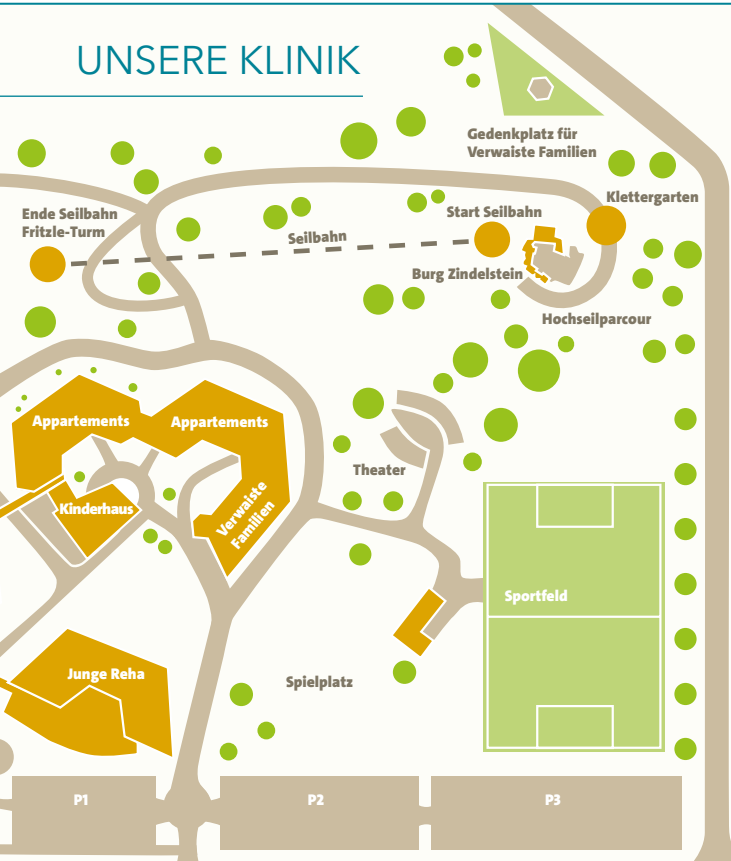 UNSERE KLINIK
Gedenkplatz für
Verwaiste Familien
Klettergarten
Ende Seilbahn
Fritzle-Turm
Start Seilbahn
Seilbahn
Burg Zindelstein
Hochseilparcour
Appartements
Appartements
Theater
Verwaiste
Familien
Kinderhaus
Sportfeld
Junge Reha
Spielplatz
P1
P2
P3